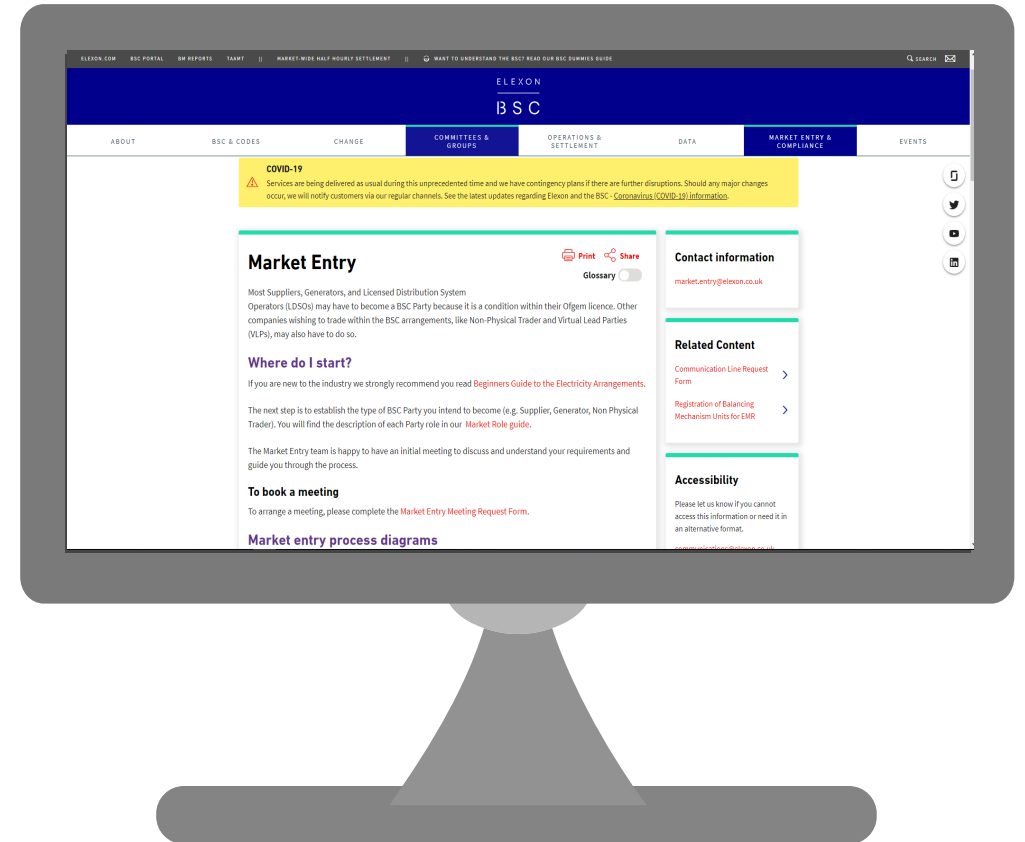 ELEXON.COM BSC PORTAL BM REPORTS TAAMT || MARKET-WIDE HALF HOURLY SETTLEMENT || WANT TO UNDERSTAND THE BSC? READ OUR BSC DUMMIES GUIDE SEARCH
ELEXON
BSC
ABOUT BSC & CODES CHANGE COMMITTEES & GROUPS OPERATIONS & SETTLEMENT DATA MARKET ENTRY & COMPLIANCE EVENTS
COVID-19
Services are being delivered as usual during this unprecedented time and we have contingency plans if there are further disruptions. Should any major changes
occur, we will notify customers via our regular channels. See the latest updates regarding Elexon and the BSC - Coronavirus (COVID-19) information.
Market Entry
Print Share
Glossary
Most Suppliers, Generators, and Licensed Distribution System
Operators (LDSOs) may have to become a BSC Party because it is a condition within their Ofgem licence. Other
companies wishing to trade within the BSC arrangements, like Non-Physical Trader and Virtual Lead Parties
(VLPs), may also have to do so.
Where do I start?
If you are new to the industry we strongly recommend you read Beginners Guide to the Electricity Arrangements.
The next step is to establish the type of BSC Party you intend to become (e.g. Supplier, Generator, Non Physical
Trader). You will find the description of each Party role in our Market Role guide.
The Market Entry team is happy to have an initial meeting to discuss and understand your requirements and
guide you through the process.
To book a meeting
To arrange a meeting, please complete the Market Entry Meeting Request Form.
Market entry process diagrams
Contact information
market.entry@elexon.co.uk
Related Content
Communication Line Request
Form
Registration of Balancing
Mechanism Units for EMR
Accessibility
Please let us know if you cannot
access this information or need it in
an alternative format.
communications@elexon.co.uk